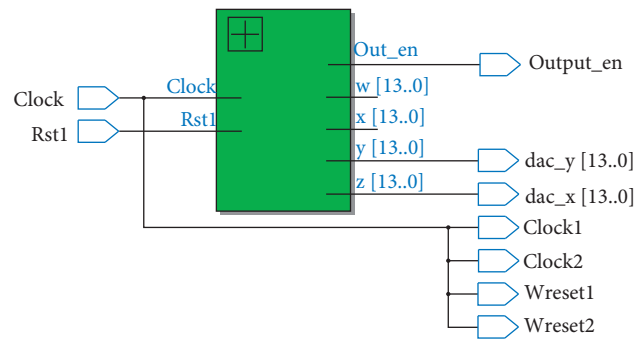 Out_en
Output_en
Clock
Clock
w [13..0]
Rst1
Rst1
x [13..0]
y [13..0]
dac_y [13..0]
z [13..0]
dac_x [13..0]
Clock1
Clock2
Wreset1
Wreset2